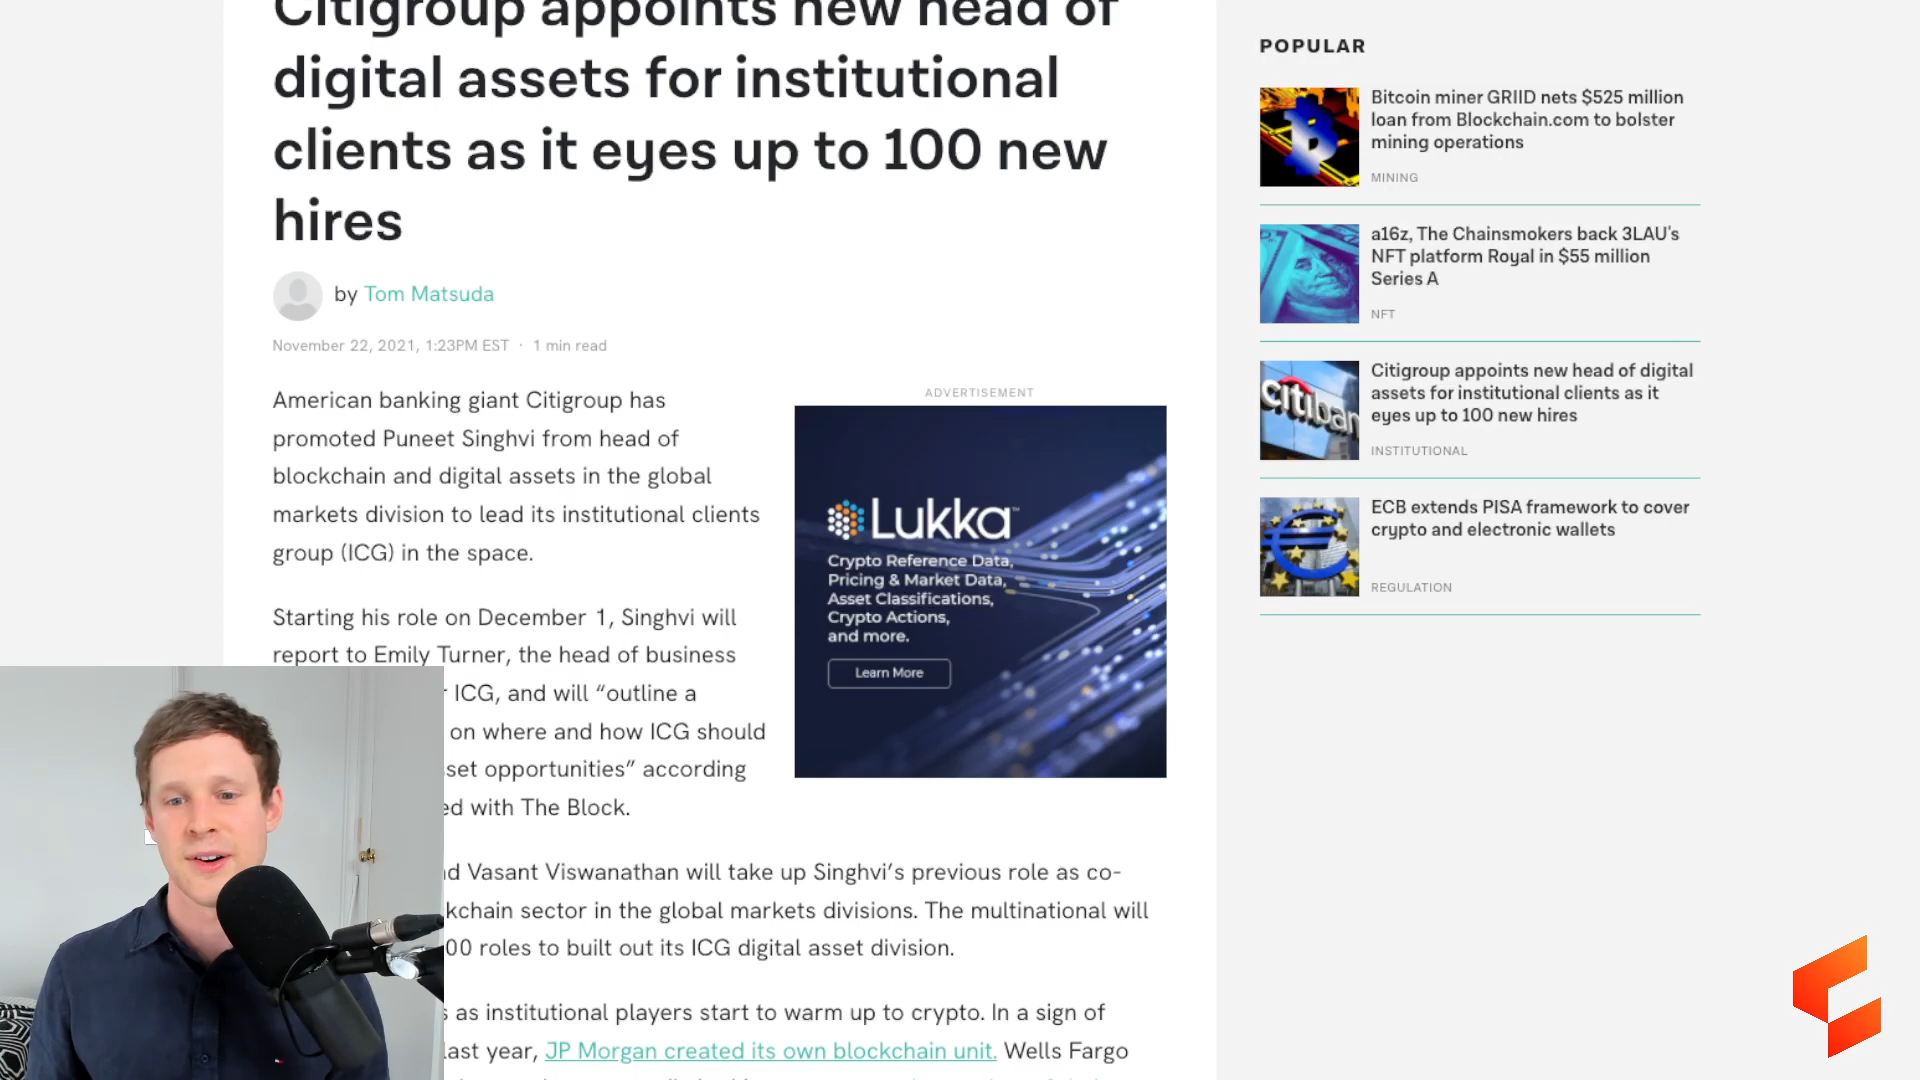 Citigroup appoints new head of
digital assets for institutional
clients as it eyes up to 100 new
hires
by Tom Matsuda
November 22, 2021, 1:23PM EST · 1 min read
American banking giant Citigroup has
promoted Puneet Singhvi from head of
blockchain and digital assets in the global
markets division to lead its institutional clients
group (ICG) in the space.
Starting his role on December 1, Singhvi will
report to Emily Turner, the head of business
ICG, and will “outline a
on where and how ICG should
set opportunities” according
ed with The Block.
nd Vasant Viswanathan will take up Singhvi’s previous role as co-
kchain sector in the global markets divisions. The multinational will
00 roles to built out its ICG digital asset division.
s as institutional players start to warm up to crypto. In a sign of
last year, JP Morgan created its own blockchain unit. Wells Fargo
ADVERTISEMENT
Lukka™
Crypto Reference Data,
Pricing & Market Data,
Asset Classifications,
Crypto Actions,
and more.
Learn More
POPULAR
Bitcoin miner GRIID nets $525 million
loan from Blockchain.com to bolster
mining operations
MINING
a16z, The Chainsmokers back 3LAU's
NFT platform Royal in $55 million
Series A
NFT
citiban
Citigroup appoints new head of digital
assets for institutional clients as it
eyes up to 100 new hires
INSTITUTIONAL
ECB extends PISA framework to cover
crypto and electronic wallets
REGULATION